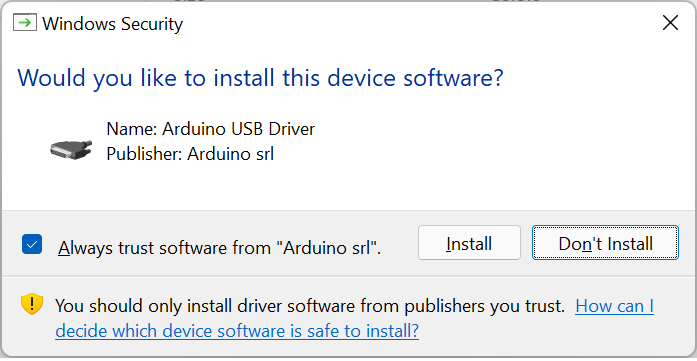 Windows Security
Would you like to install this device software?
Name: Arduino USB Driver
Publisher: Arduino srl
Always trust software from "Arduino srl".
Install
Don't Install
You should only install driver software from publishers you trust. How can I
decide which device software is safe to install?